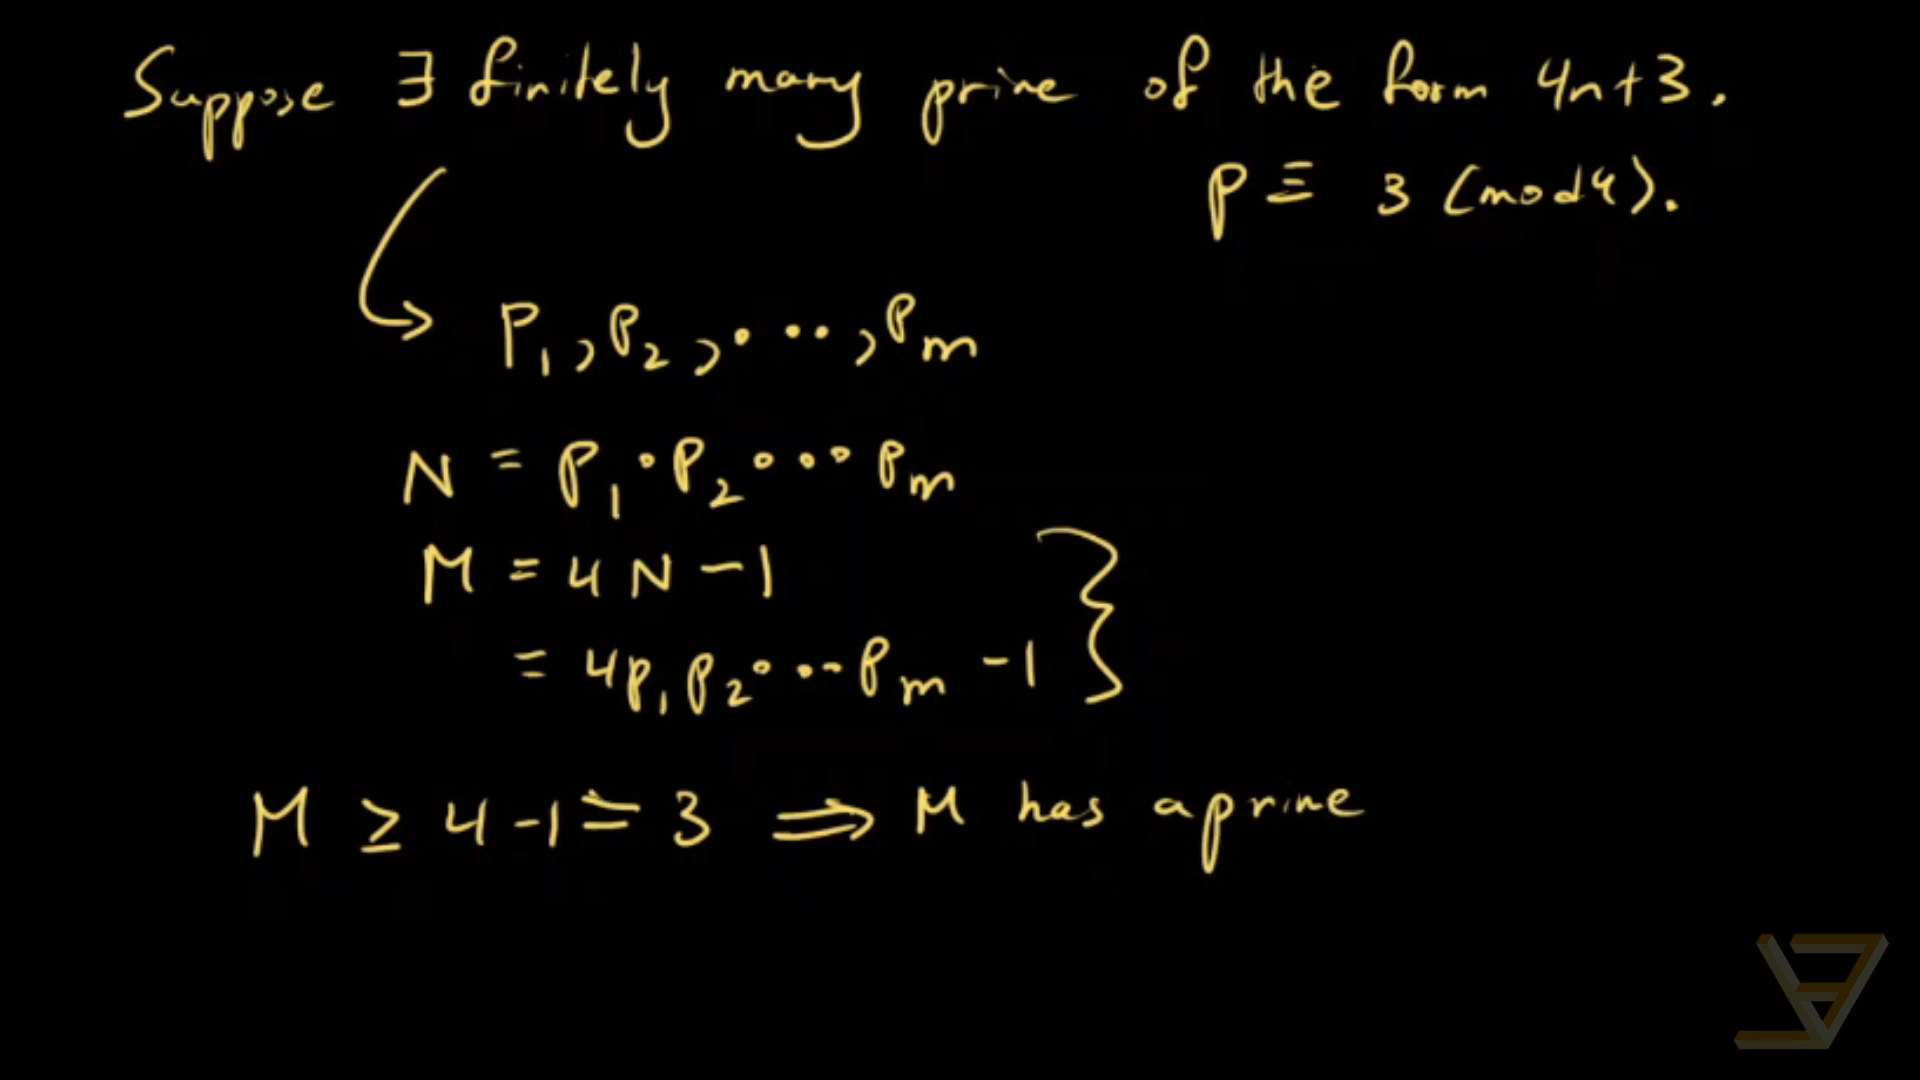 Suppose ∃ finitely many prime of the form 4n+3.
p ≡ 3 (mod 4).
P₁, P₂, ..., Pₘ
N = P₁ · P₂ ··· Pₘ
M = 4N - 1
= 4p₁p₂ ··· pₘ - 1
M ≥ 4 - 1 = 3 ⟹ M has a prime